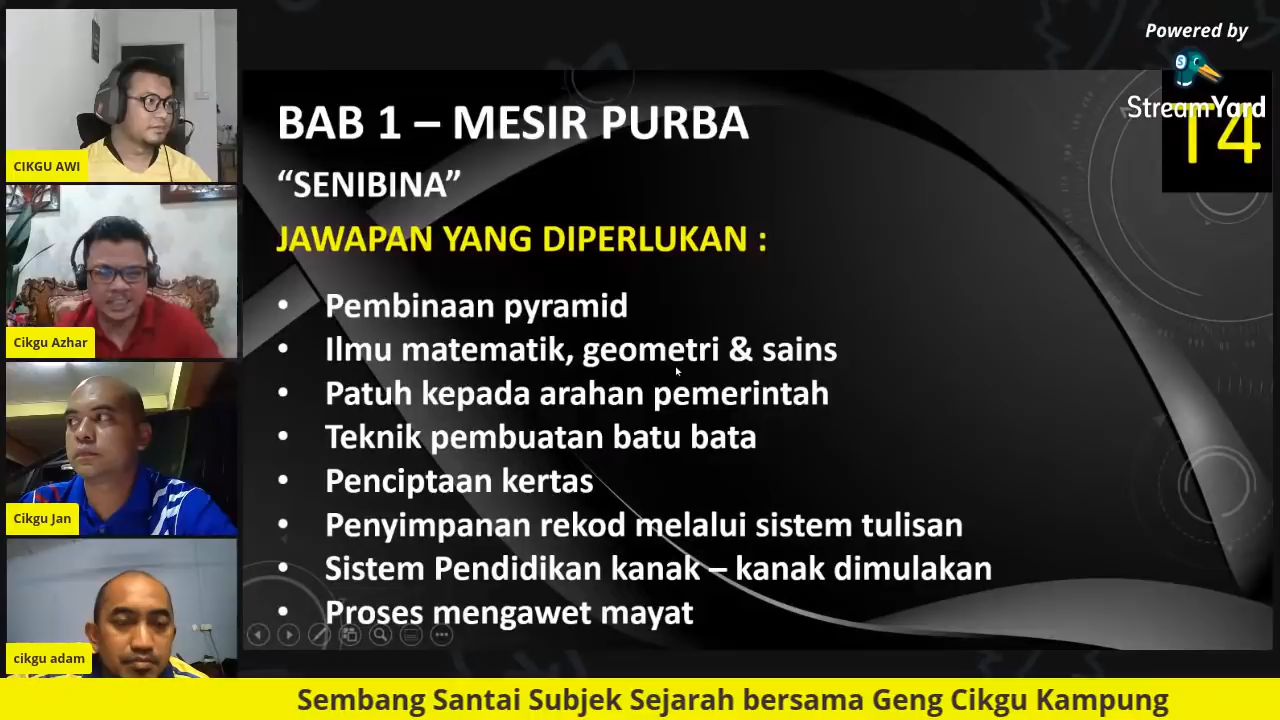 CIKGU AWI
Cikgu Azhar
Cikgu Jan
cikgu adam
BAB 1 – MESIR PURBA
“SENIBINA”
JAWAPAN YANG DIPERLUKAN :
• Pembinaan pyramid
• Ilmu matematik, geometri & sains
• Patuh kepada arahan pemerintah
• Teknik pembuatan batu bata
• Penciptaan kertas
• Penyimpanan rekod melalui sistem tulisan
• Sistem Pendidikan kanak – kanak dimulakan
• Proses mengawet mayat
Powered by
S
StreamYard
T4
Sembang Santai Subjek Sejarah bersama Geng Cikgu Kampung